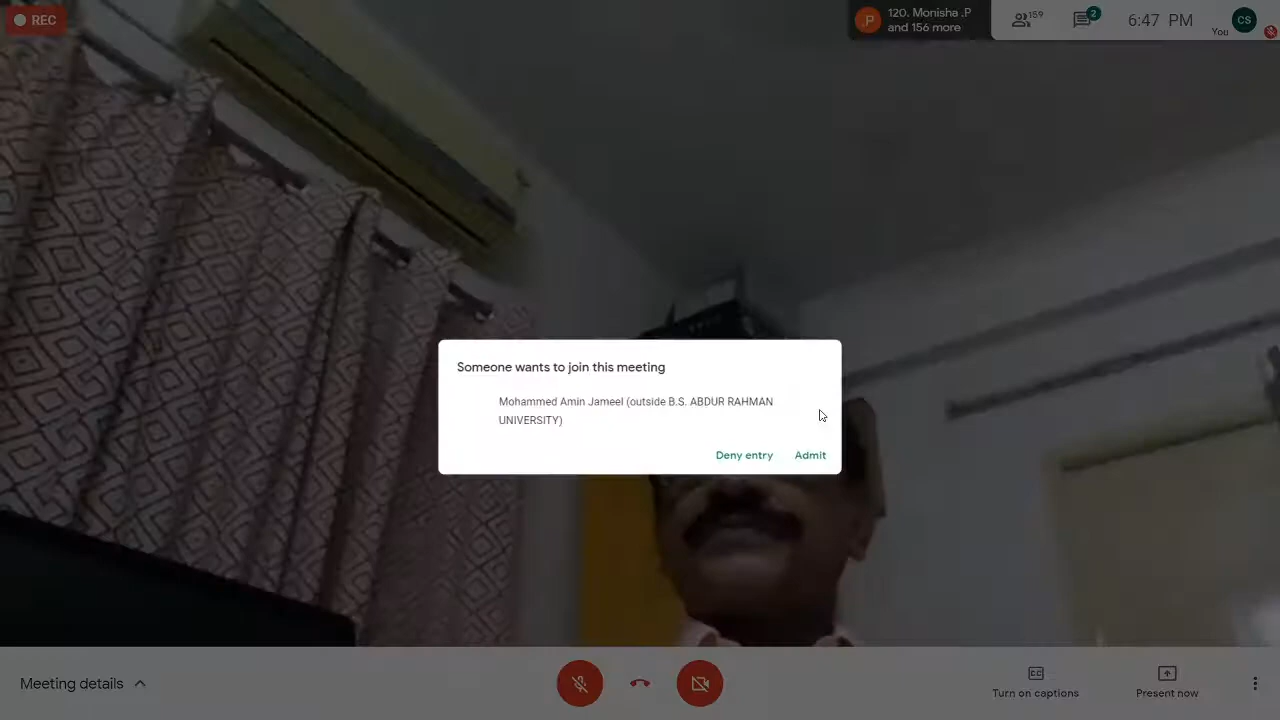 REC
.P
120. Monisha .P
and 156 more
159
2
6:47 PM
You
CS
Someone wants to join this meeting
Mohammed Amin Jameel (outside B.S. ABDUR RAHMAN
UNIVERSITY)
Deny entry
Admit
Meeting details
CC
Turn on captions
Present now